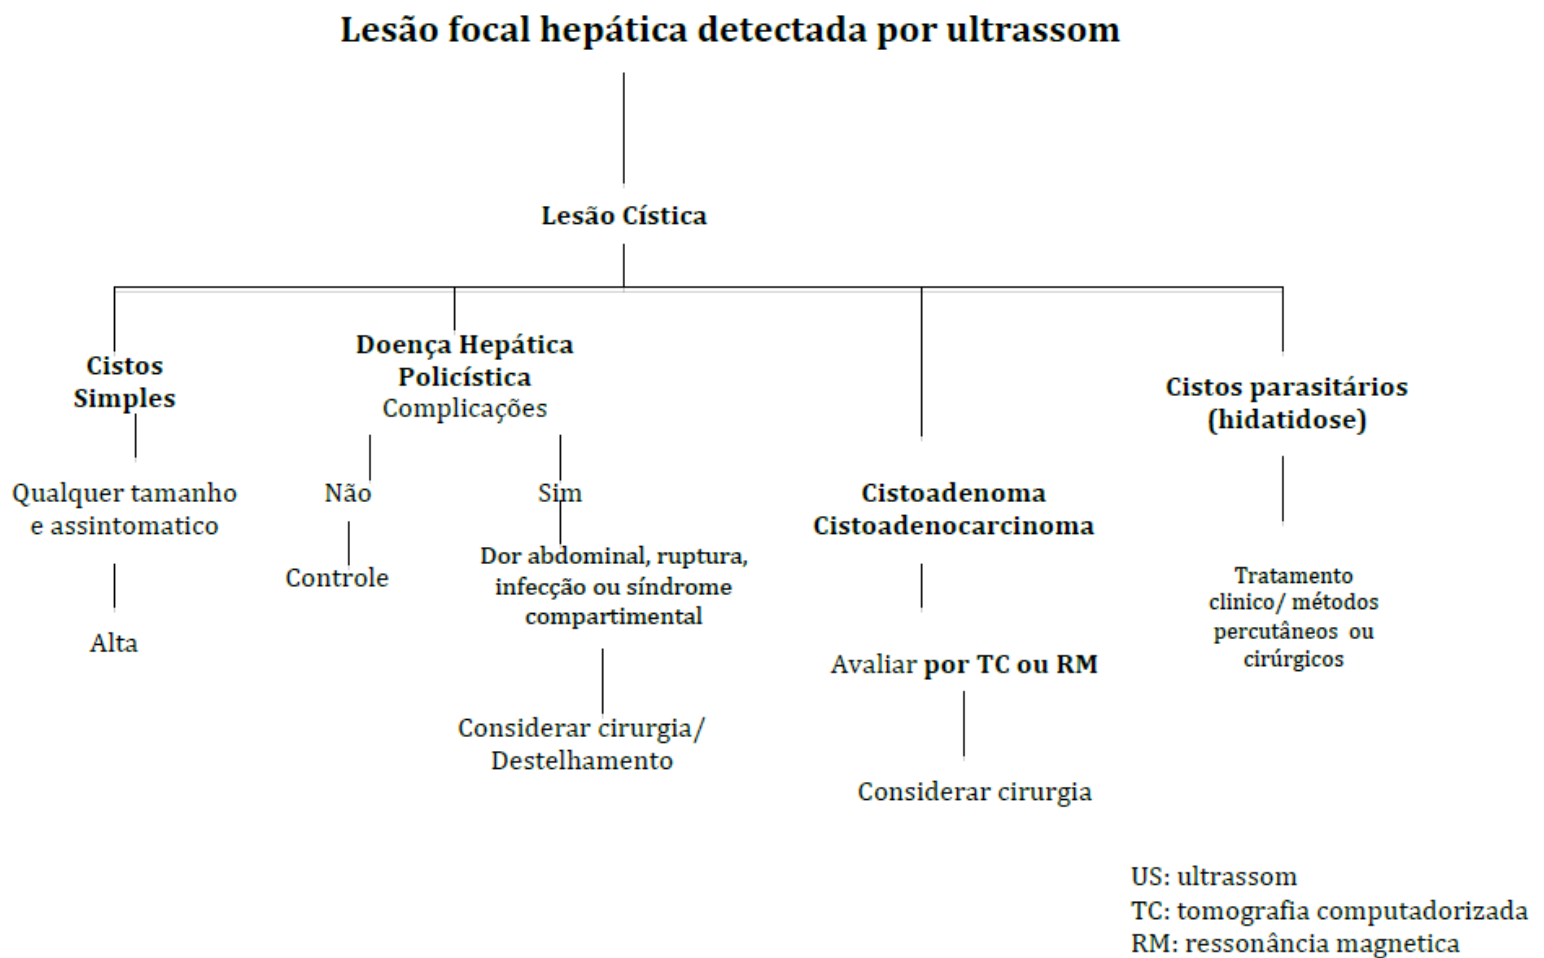 Lesão focal hepática detectada por ultrassom
Lesão Cística
Cistos
Simples
Qualquer tamanho
e assintomatico
Alta
Doença Hepática
Policística
Complicações
Não
Controle
Sim
Dor abdominal, ruptura,
infecção ou síndrome
compartimental
Considerar cirurgia/
Destelhamento
Cistoadenoma
Cistoadenocarcinoma
Avaliar por TC ou RM
Considerar cirurgia
Cistos parasitários
(hidatidose)
Tratamento
clinico/ métodos
percutâneos ou
cirúrgicos
US: ultrassom
TC: tomografia computadorizada
RM: ressonância magnetica